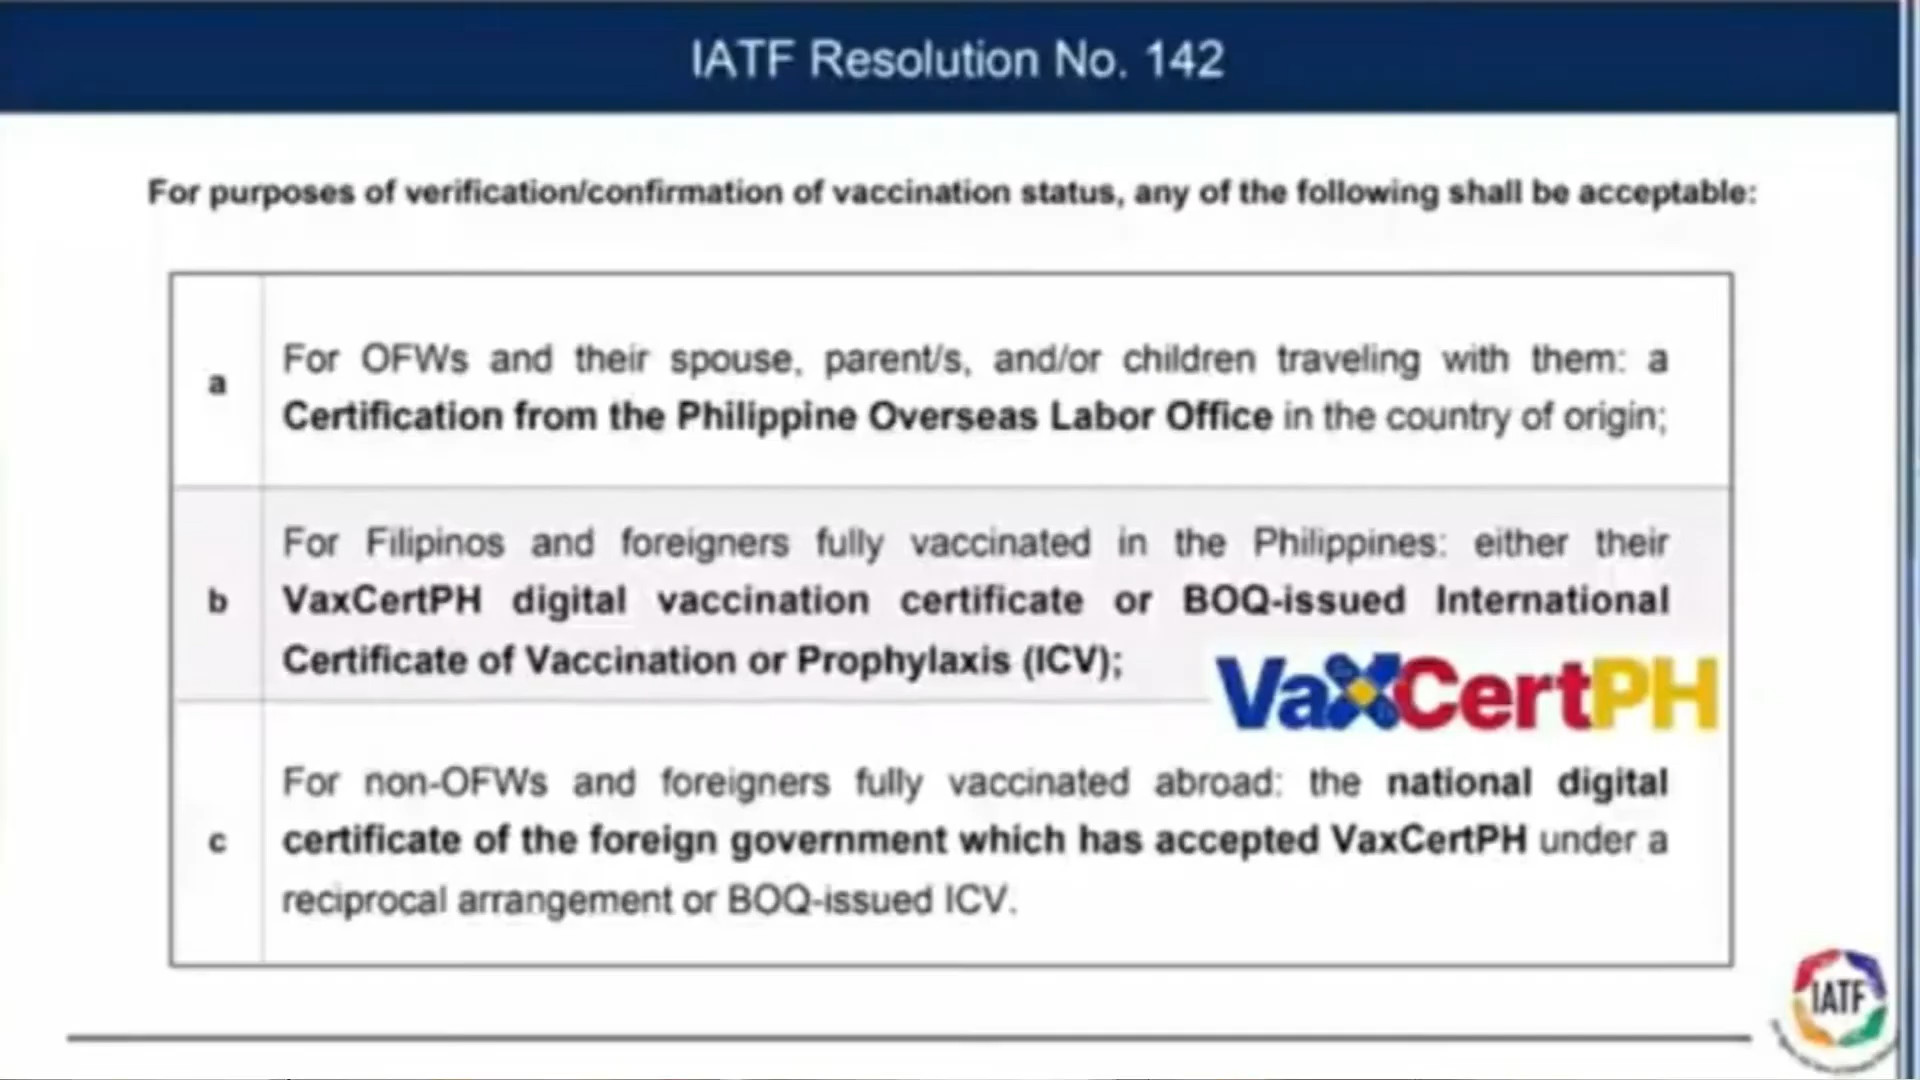 IATF Resolution No. 142
For purposes of verification/confirmation of vaccination status, any of the following shall be acceptable:
a
For OFWs and their spouse, parent/s, and/or children traveling with them: a
Certification from the Philippine Overseas Labor Office in the country of origin;
b
For Filipinos and foreigners fully vaccinated in the Philippines: either their
VaxCertPH digital vaccination certificate or BOQ-issued International
Certificate of Vaccination or Prophylaxis (ICV);
VaxCertPH
c
For non-OFWs and foreigners fully vaccinated abroad: the national digital
certificate of the foreign government which has accepted VaxCertPH under a
reciprocal arrangement or BOQ-issued ICV.
IATF